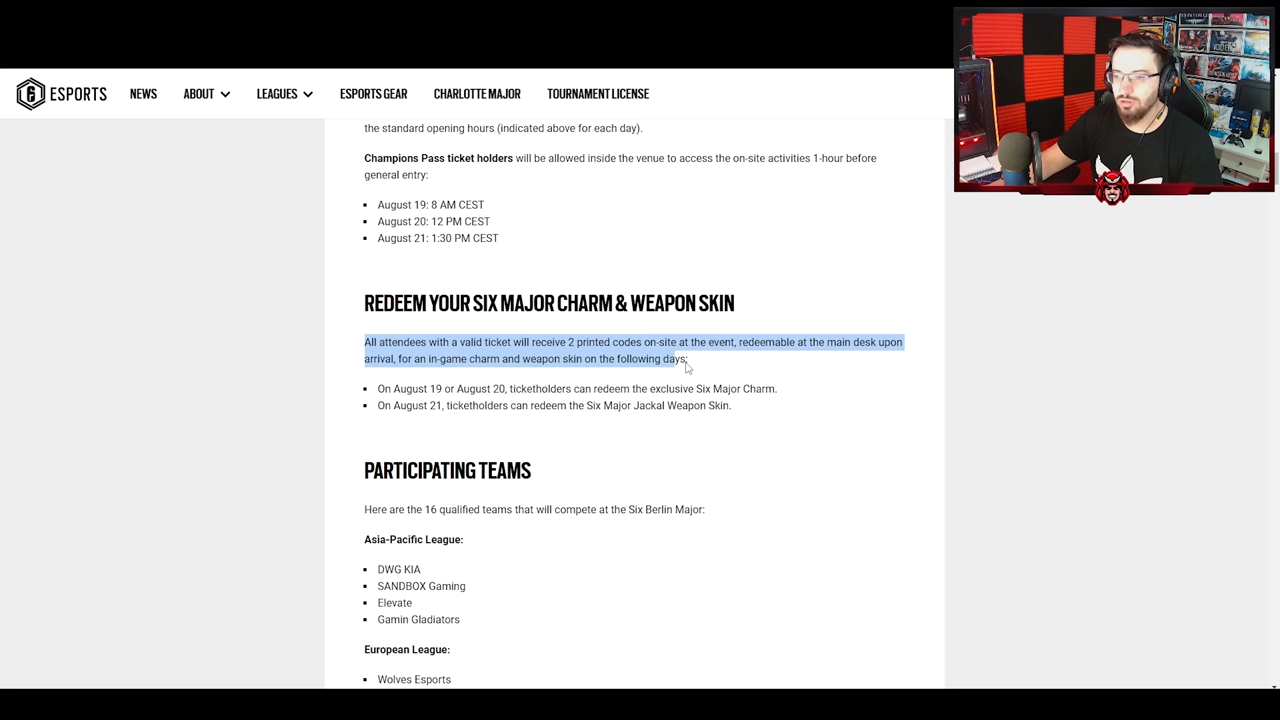 ESPORTS NEWS ABOUT LEAGUES ESPORTS GEAR CHARLOTTE MAJOR TOURNAMENT LICENSE
the standard opening hours (indicated above for each day).
Champions Pass ticket holders will be allowed inside the venue to access the on-site activities 1-hour before
general entry:
August 19: 8 AM CEST
August 20: 12 PM CEST
August 21: 1:30 PM CEST
REDEEM YOUR SIX MAJOR CHARM & WEAPON SKIN
All attendees with a valid ticket will receive 2 printed codes on-site at the event, redeemable at the main desk upon
arrival, for an in-game charm and weapon skin on the following days:
On August 19 or August 20, ticketholders can redeem the exclusive Six Major Charm.
On August 21, ticketholders can redeem the Six Major Jackal Weapon Skin.
PARTICIPATING TEAMS
Here are the 16 qualified teams that will compete at the Six Berlin Major:
Asia-Pacific League:
DWG KIA
SANDBOX Gaming
Elevate
Gamin Gladiators
European League:
Wolves Esports